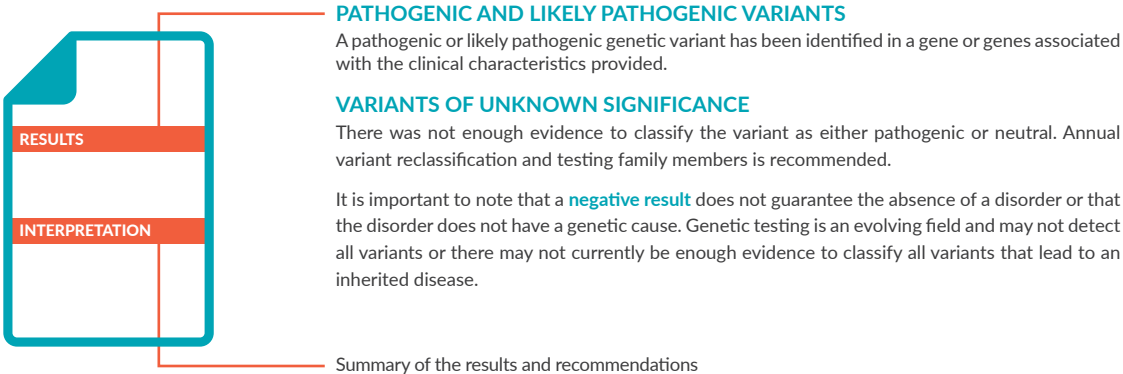 PATHOGENIC AND LIKELY PATHOGENIC VARIANTS
A pathogenic or likely pathogenic genetic variant has been identified in a gene or genes associated
with the clinical characteristics provided.
VARIANTS OF UNKNOWN SIGNIFICANCE
There was not enough evidence to classify the variant as either pathogenic or neutral. Annual
variant reclassification and testing family members is recommended.
It is important to note that a negative result does not guarantee the absence of a disorder or that
the disorder does not have a genetic cause. Genetic testing is an evolving field and may not detect
all variants or there may not currently be enough evidence to classify all variants that lead to an
inherited disease.
RESULTS
INTERPRETATION
Summary of the results and recommendations